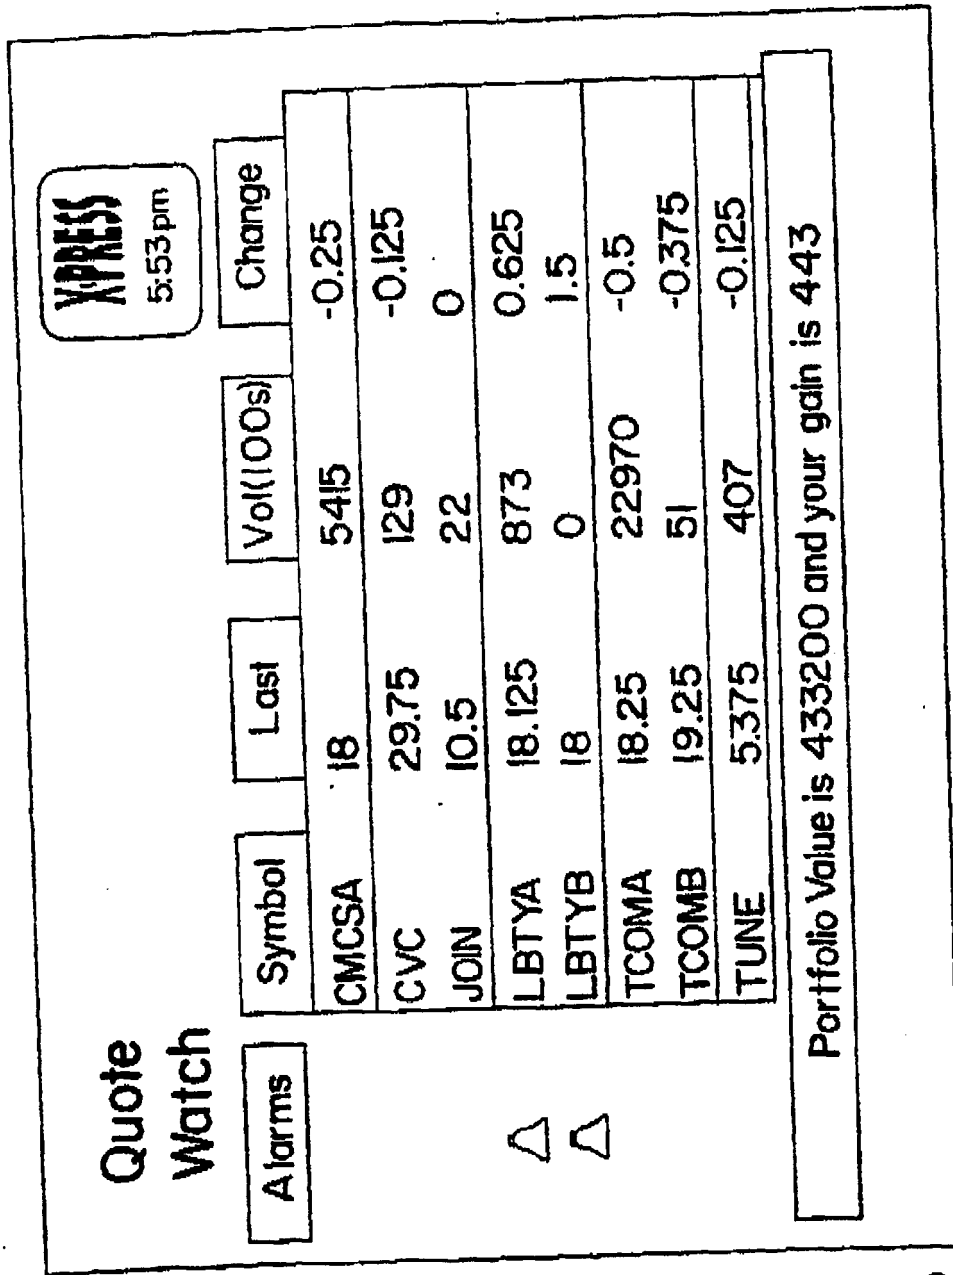 Quote
Watch
XPRESS
5:53pm
Alarms Symbol Last Vol(100s) Change
CMCSA 18 5415 -0.25
CVC 29.75 129 -0.125
JOIN 10.5 22 0
LBTYA 18.125 873 0.625
LBTYB 18 0 1.5
TCOMA 18.25 22970 -0.5
TCOMB 19.25 51 -0.375
TUNE 5.375 407 -0.125
Portfolio Value is 433200 and your gain is 443